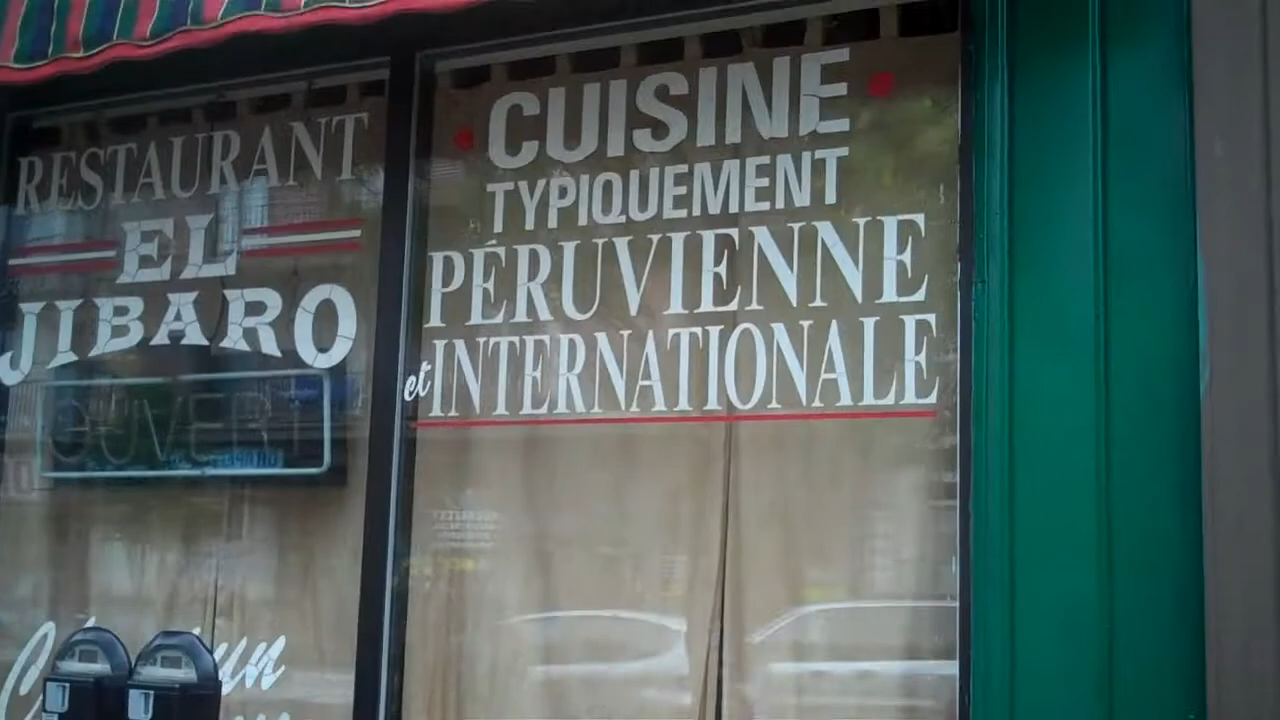 RESTAURANT
EL
JIBARO
OUVERT
CUISINE
TYPIQUEMENT
PÉRUVIENNE
et INTERNATIONALE